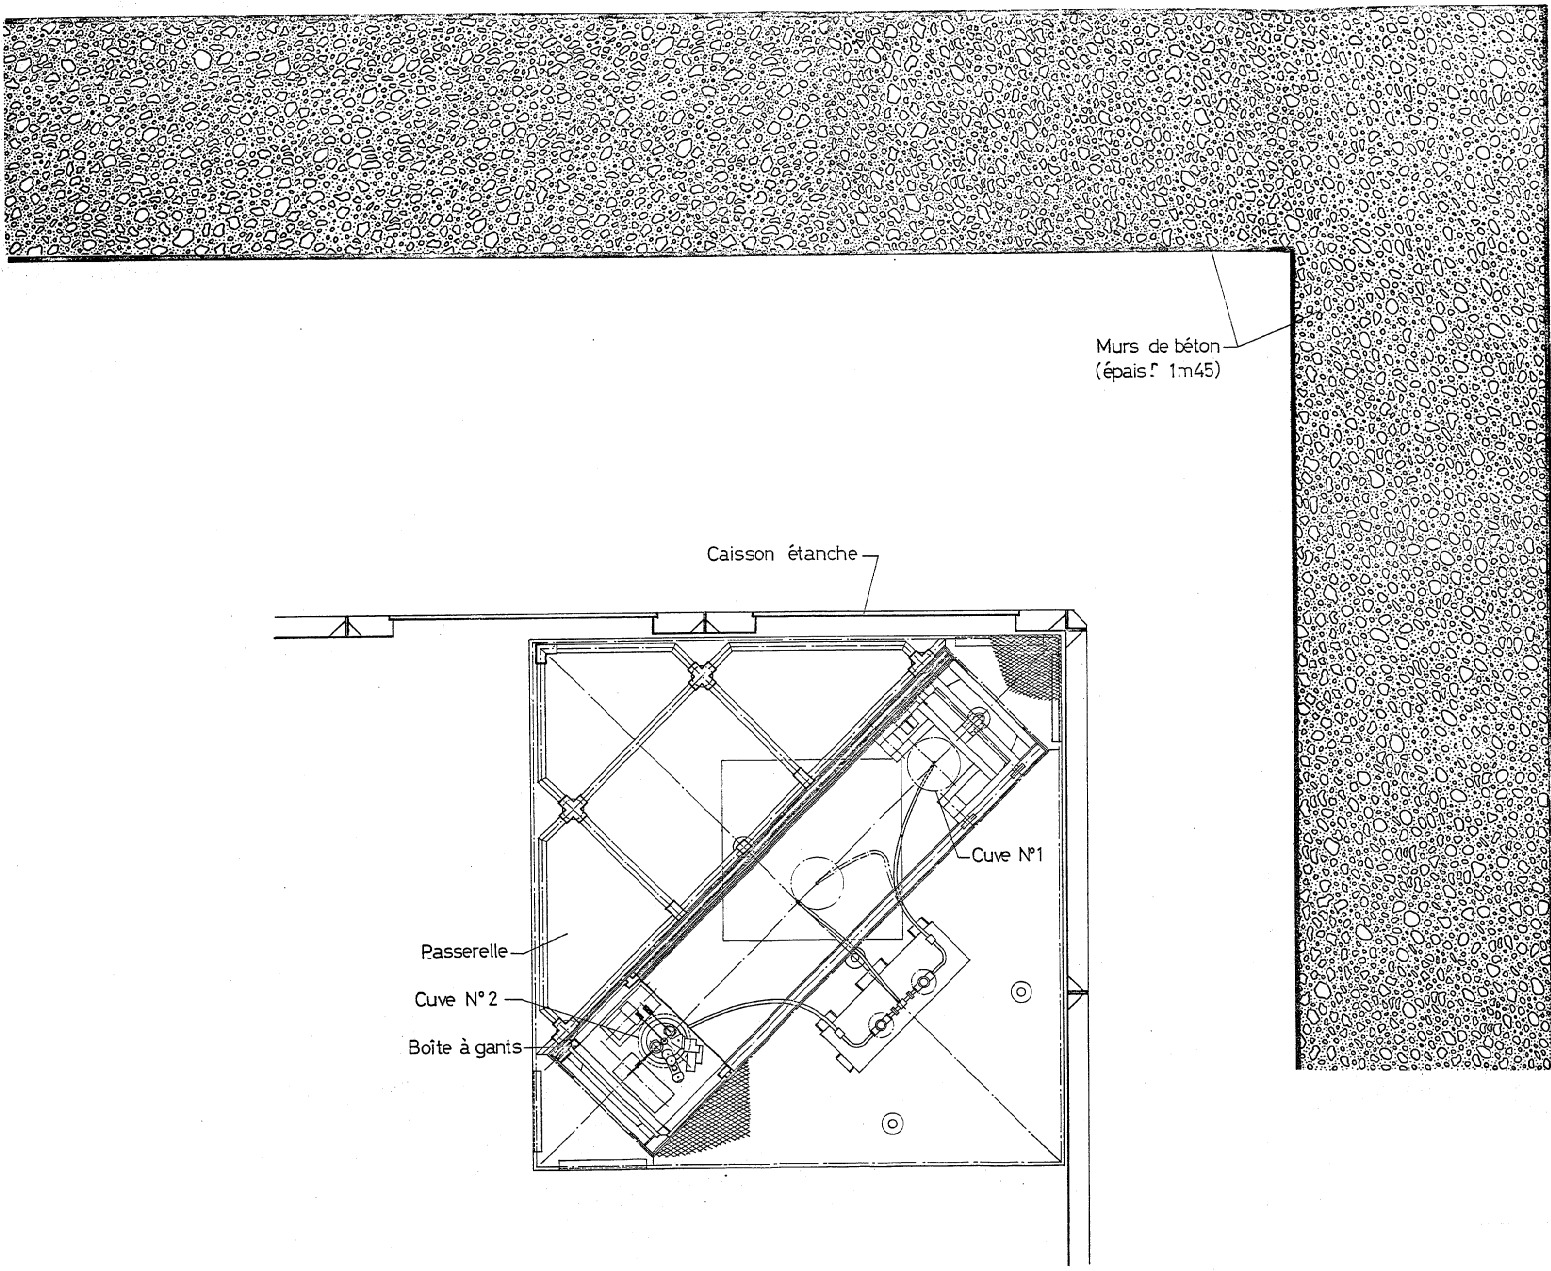 Murs de béton
(épais.r 1m45)
Caisson étanche
Cuve N°1
Passerelle
Cuve N°2
Boîte à gants